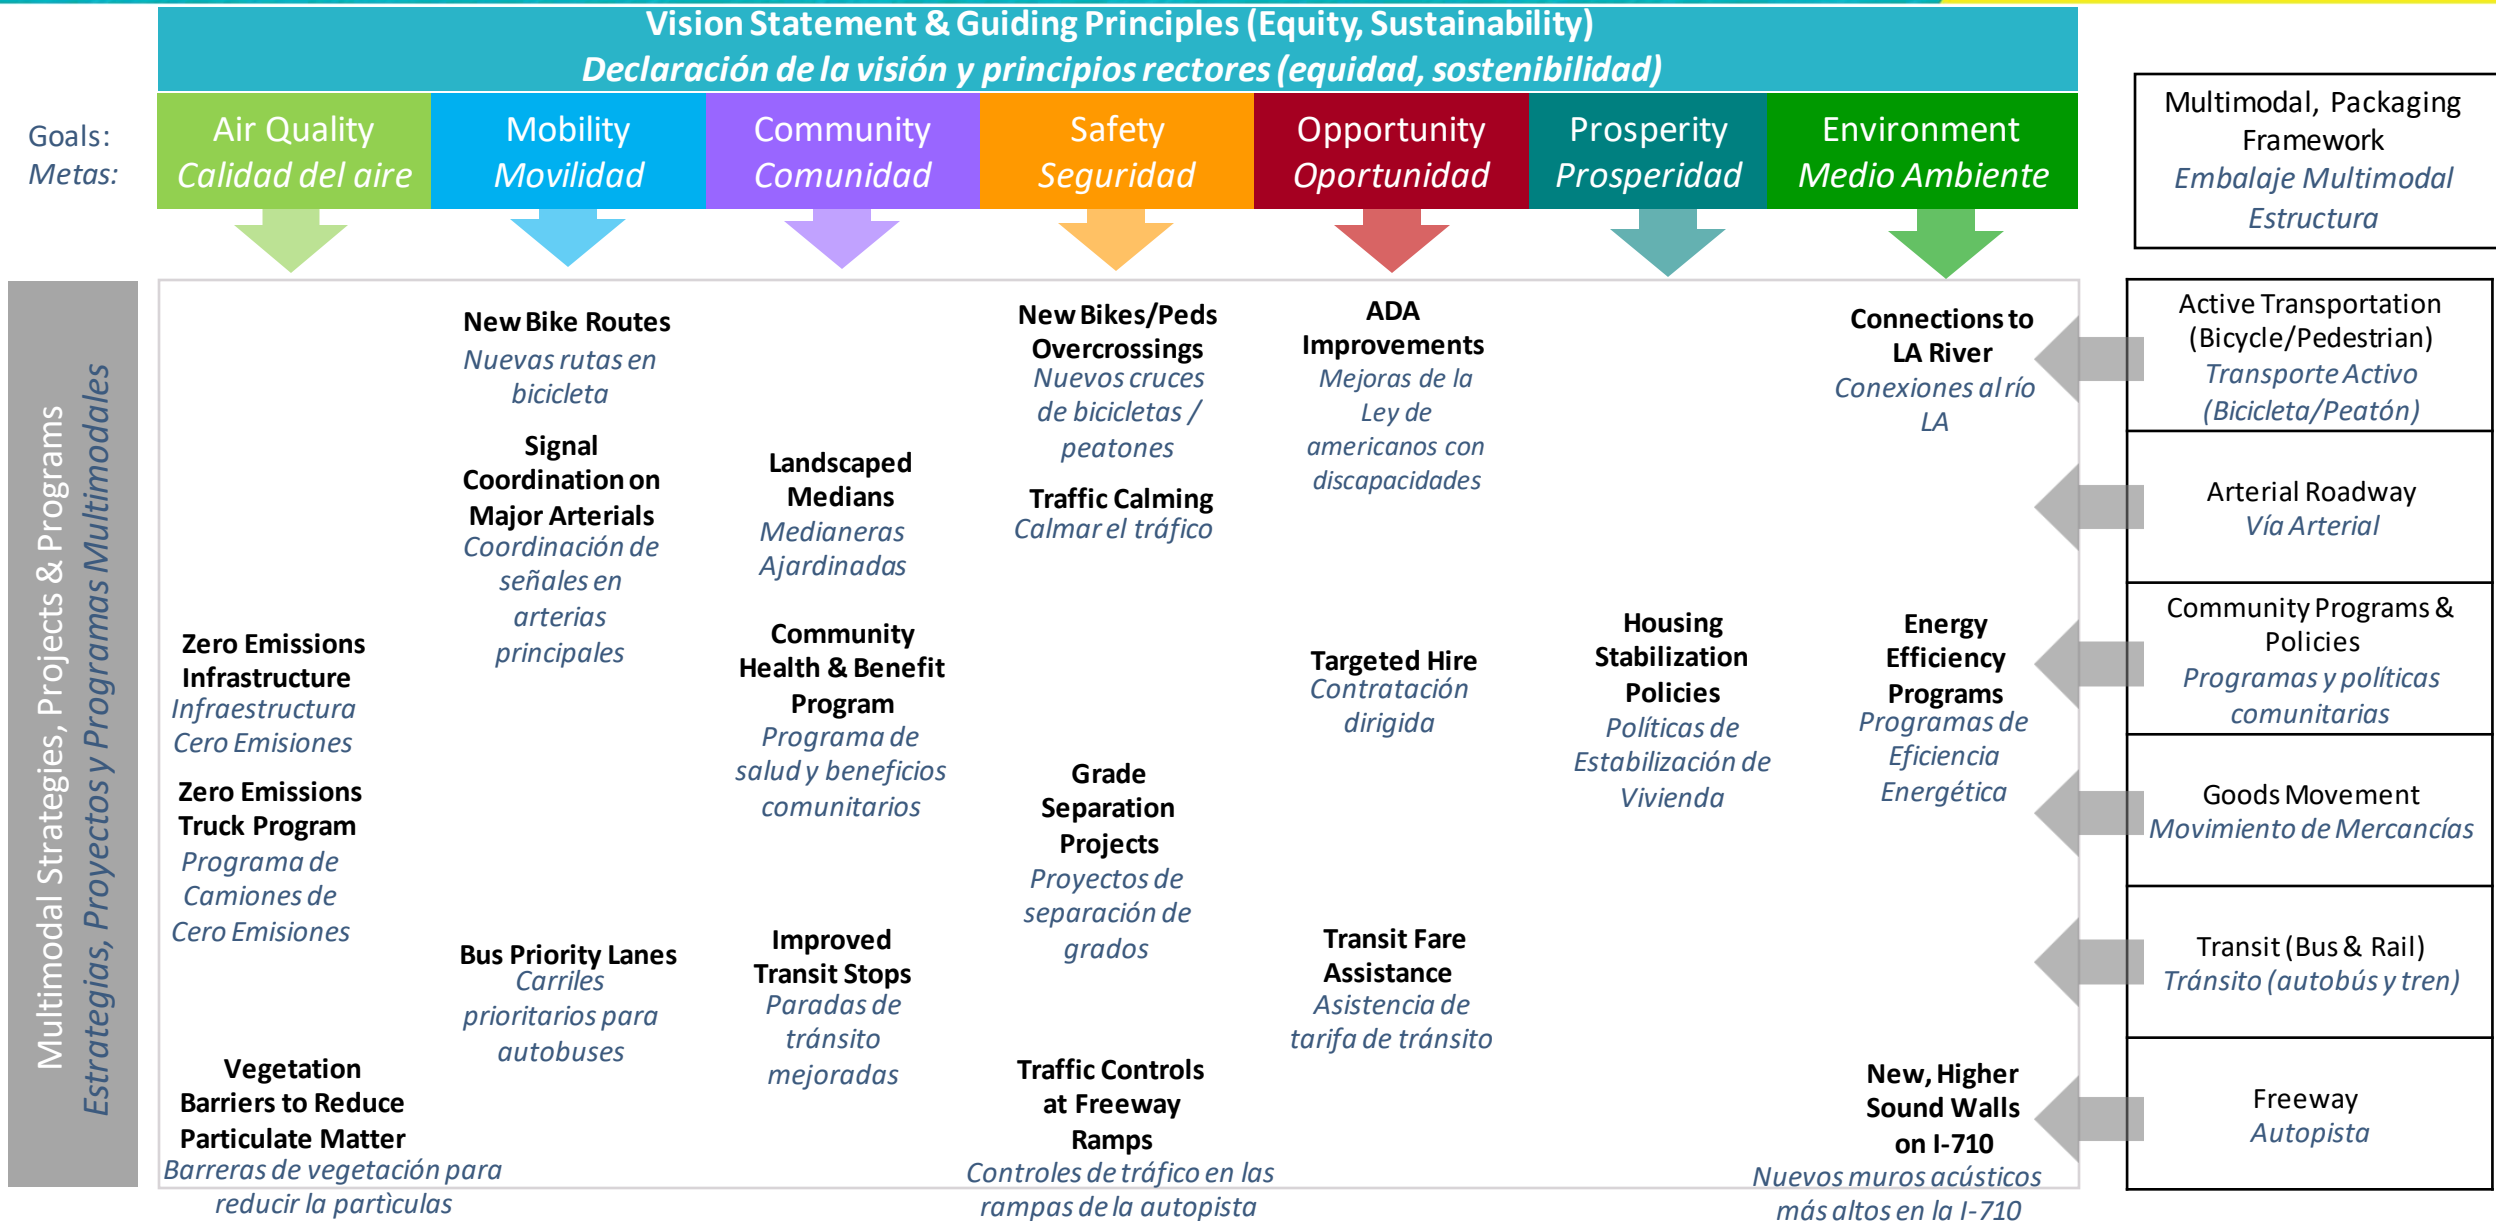 Vision Statement & Guiding Principles (Equity, Sustainability)
Declaración de la visión y principios rectores (equidad, sostenibilidad)
Goals:
Metas:
Air Quality
Calidad del aire
Mobility
Movilidad
Community
Comunidad
Safety
Seguridad
Opportunity
Oportunidad
Prosperity
Prosperidad
Environment
Medio Ambiente
Multimodal, Packaging
Framework
Embalaje Multimodal
Estructura
Multimodal Strategies, Projects & Programs
Estrategias, Proyectos y Programas Multimodales
Zero Emissions
Infrastructure
Infraestructura
Cero Emisiones
Zero Emissions
Truck Program
Programa de
Camiones de
Cero Emisiones
Vegetation
Barriers to Reduce
Particulate Matter
Barreras de vegetación para
reducir la partìculas
New Bike Routes
Nuevas rutas en
bicicleta
Signal
Coordination on
Major Arterials
Coordinación de
señales en
arterias
principales
Bus Priority Lanes
Carriles
prioritarios para
autobuses
Landscaped
Medians
Medianeras
Ajardinadas
Community
Health & Benefit
Program
Programa de
salud y beneficios
comunitarios
Improved
Transit Stops
Paradas de
tránsito
mejoradas
New Bikes/Peds
Overcrossings
Nuevos cruces
de bicicletas /
peatones
Traffic Calming
Calmar el tráfico
Grade
Separation
Projects
Proyectos de
separación de
grados
Traffic Controls
at Freeway
Ramps
Controles de tráfico en las
rampas de la autopista
ADA
Improvements
Mejoras de la
Ley de
americanos con
discapacidades
Targeted Hire
Contratación
dirigida
Transit Fare
Assistance
Asistencia de
tarifa de tránsito
Housing
Stabilization
Policies
Políticas de
Estabilización de
Vivienda
Connections to
LA River
Conexiones al río
LA
Energy
Efficiency
Programs
Programas de
Eficiencia
Energética
New, Higher
Sound Walls
on I-710
Nuevos muros acústicos
más altos en la I-710
Active Transportation
(Bicycle/Pedestrian)
Transporte Activo
(Bicicleta/Peatón)
Arterial Roadway
Vía Arterial
Community Programs &
Policies
Programas y políticas
comunitarias
Goods Movement
Movimiento de Mercancías
Transit (Bus & Rail)
Tránsito (autobús y tren)
Freeway
Autopista